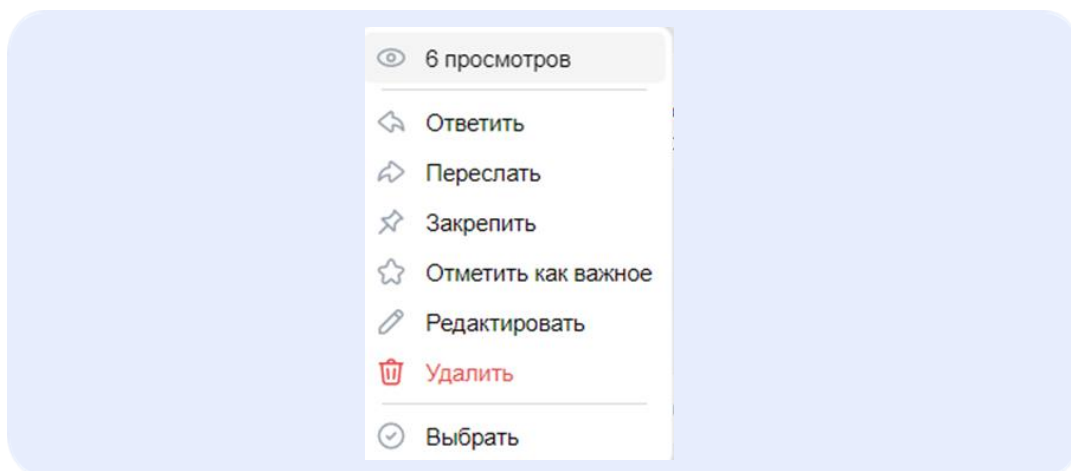 6 просмотров
Ответить
Переслать
Закрепить
Отметить как важное
Редактировать
Удалить
Выбрать